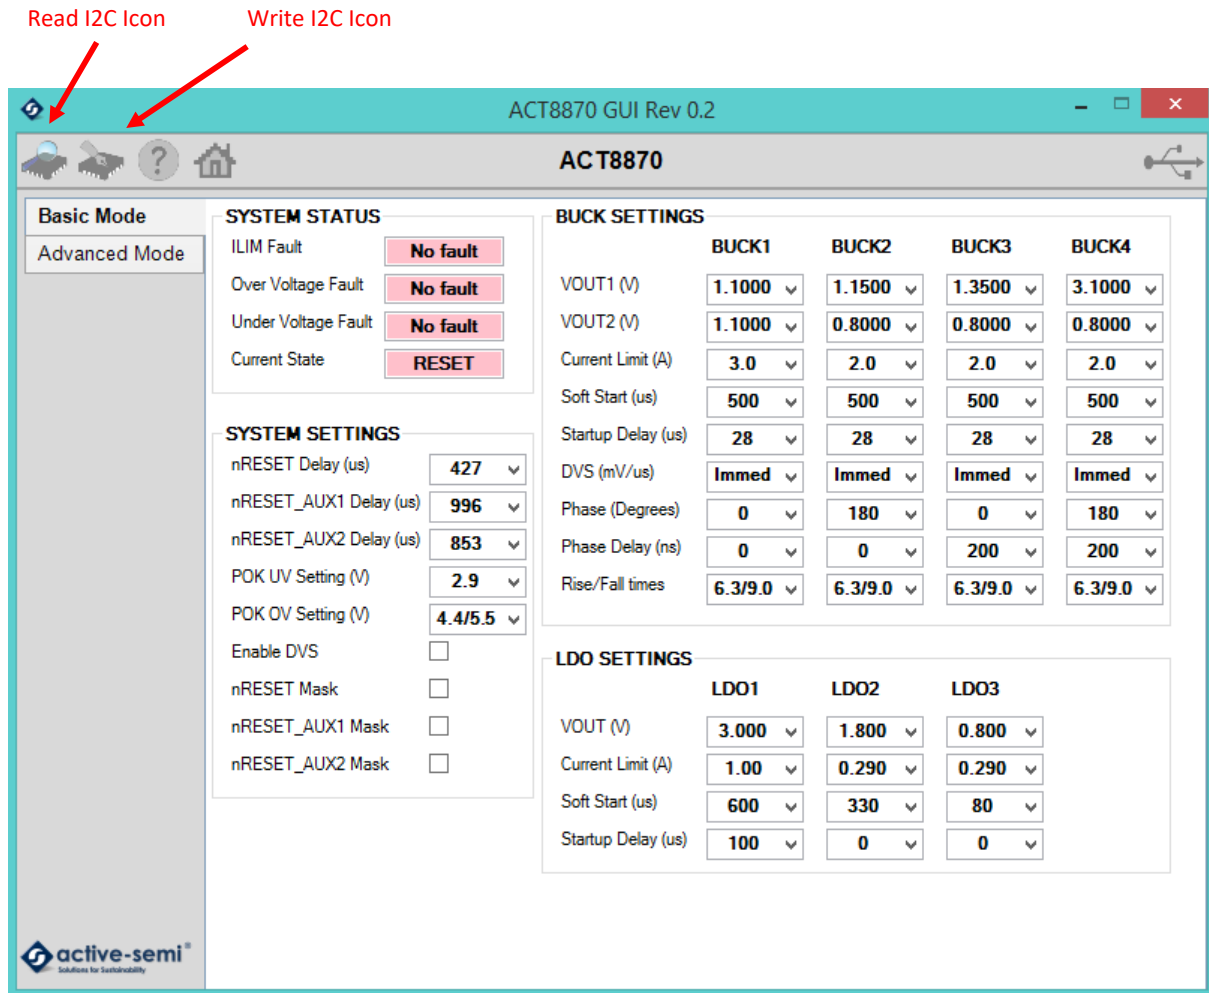 Read I2C Icon Write I2C Icon
ACT8870 GUI Rev 0.2
ACT8870
Basic Mode
Advanced Mode
SYSTEM STATUS
ILIM Fault No fault
Over Voltage Fault No fault
Under Voltage Fault No fault
Current State RESET
SYSTEM SETTINGS
nRESET Delay (us) 427
nRESET_AUX1 Delay (us) 996
nRESET_AUX2 Delay (us) 853
POK UV Setting (V) 2.9
POK OV Setting (V) 4.4/5.5
Enable DVS
nRESET Mask
nRESET_AUX1 Mask
nRESET_AUX2 Mask
BUCK SETTINGS
BUCK1 BUCK2 BUCK3 BUCK4
VOUT1 (V) 1.1000 1.1500 1.3500 3.1000
VOUT2 (V) 1.1000 0.8000 0.8000 0.8000
Current Limit (A) 3.0 2.0 2.0 2.0
Soft Start (us) 500 500 500 500
Startup Delay (us) 28 28 28 28
DVS (mV/us) Immed Immed Immed Immed
Phase (Degrees) 0 180 0 180
Phase Delay (ns) 0 0 200 200
Rise/Fall times 6.3/9.0 6.3/9.0 6.3/9.0 6.3/9.0
LDO SETTINGS
LDO1 LDO2 LDO3
VOUT (V) 3.000 1.800 0.800
Current Limit (A) 1.00 0.290 0.290
Soft Start (us) 600 330 80
Startup Delay (us) 100 0 0
active-semi®
Solutions for Sustainability